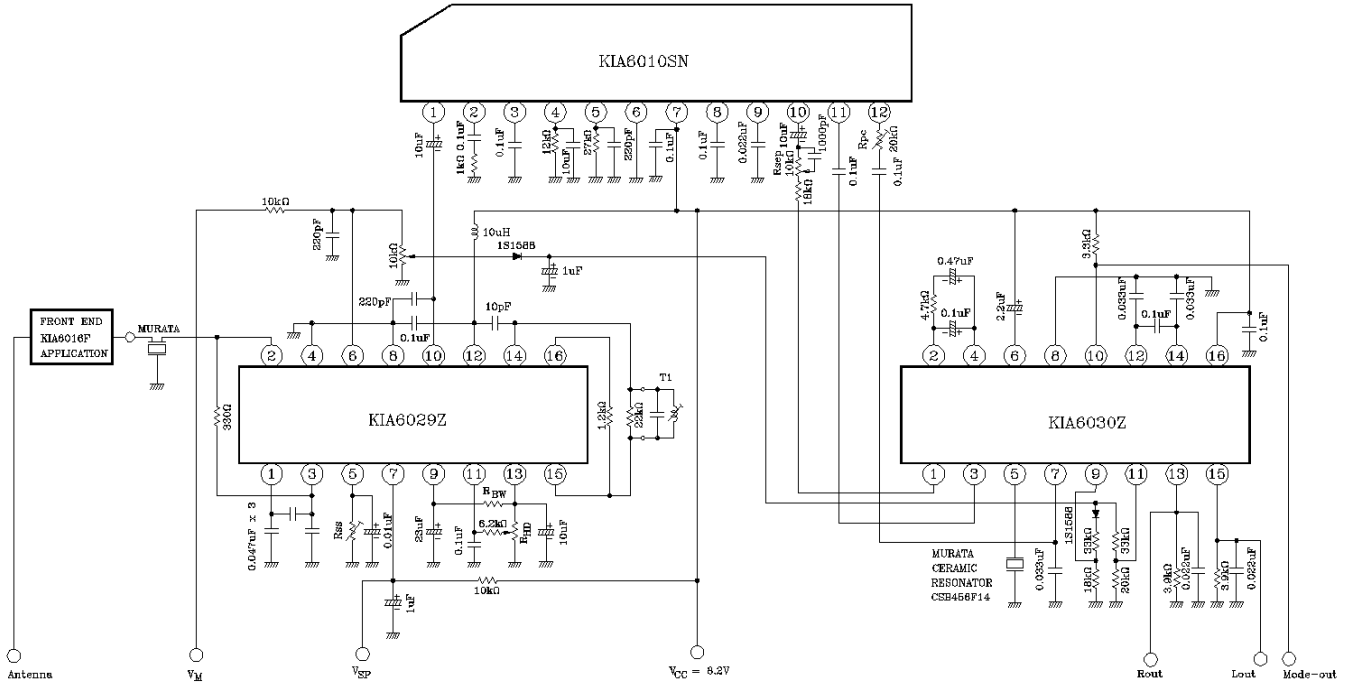 KIA6010SN
1 2 3 4 5 6 7 8 9 10 11 12
10uF
0.1uF
1kΩ
0.1uF
12kΩ
10uF
27kΩ
220pF
0.1uF
0.1uF
0.022uF
10uF
1000pF
Rsep
10kΩ
18kΩ
0.1uF
Rpc
20kΩ
0.1uF
10kΩ
220pF
10kΩ
10uH
1S1588
1uF
220pF
0.1uF
10pF
3.3kΩ
0.47uF
4.7kΩ
0.1uF
2.2uF
0.033uF
0.033uF
0.1uF
0.1uF
FRONT END
KIA6016F
APPLICATION
MURATA
2 4 6 8 10 12 14 16
2 4 6 8 10 12 14 16
KIA6029Z
330Ω
1.2kΩ
22kΩ
T1
KIA6030Z
1 3 5 7 9 11 13 15
1 3 5 7 9 11 13 15
0.047uF x 3
Rss
0.01uF
RBW
6.2kΩ
RHD
0.1uF
10uF
1uF
10kΩ
MURATA
CERAMIC
RESONATOR
CSB456F14
0.033uF
1S1588
33kΩ
33kΩ
18kΩ
20kΩ
3.9kΩ
0.022uF
3.9kΩ
0.022uF
Antenna
VM
VSP
VCC = 8.2V
Rout
Lout
Mode-out